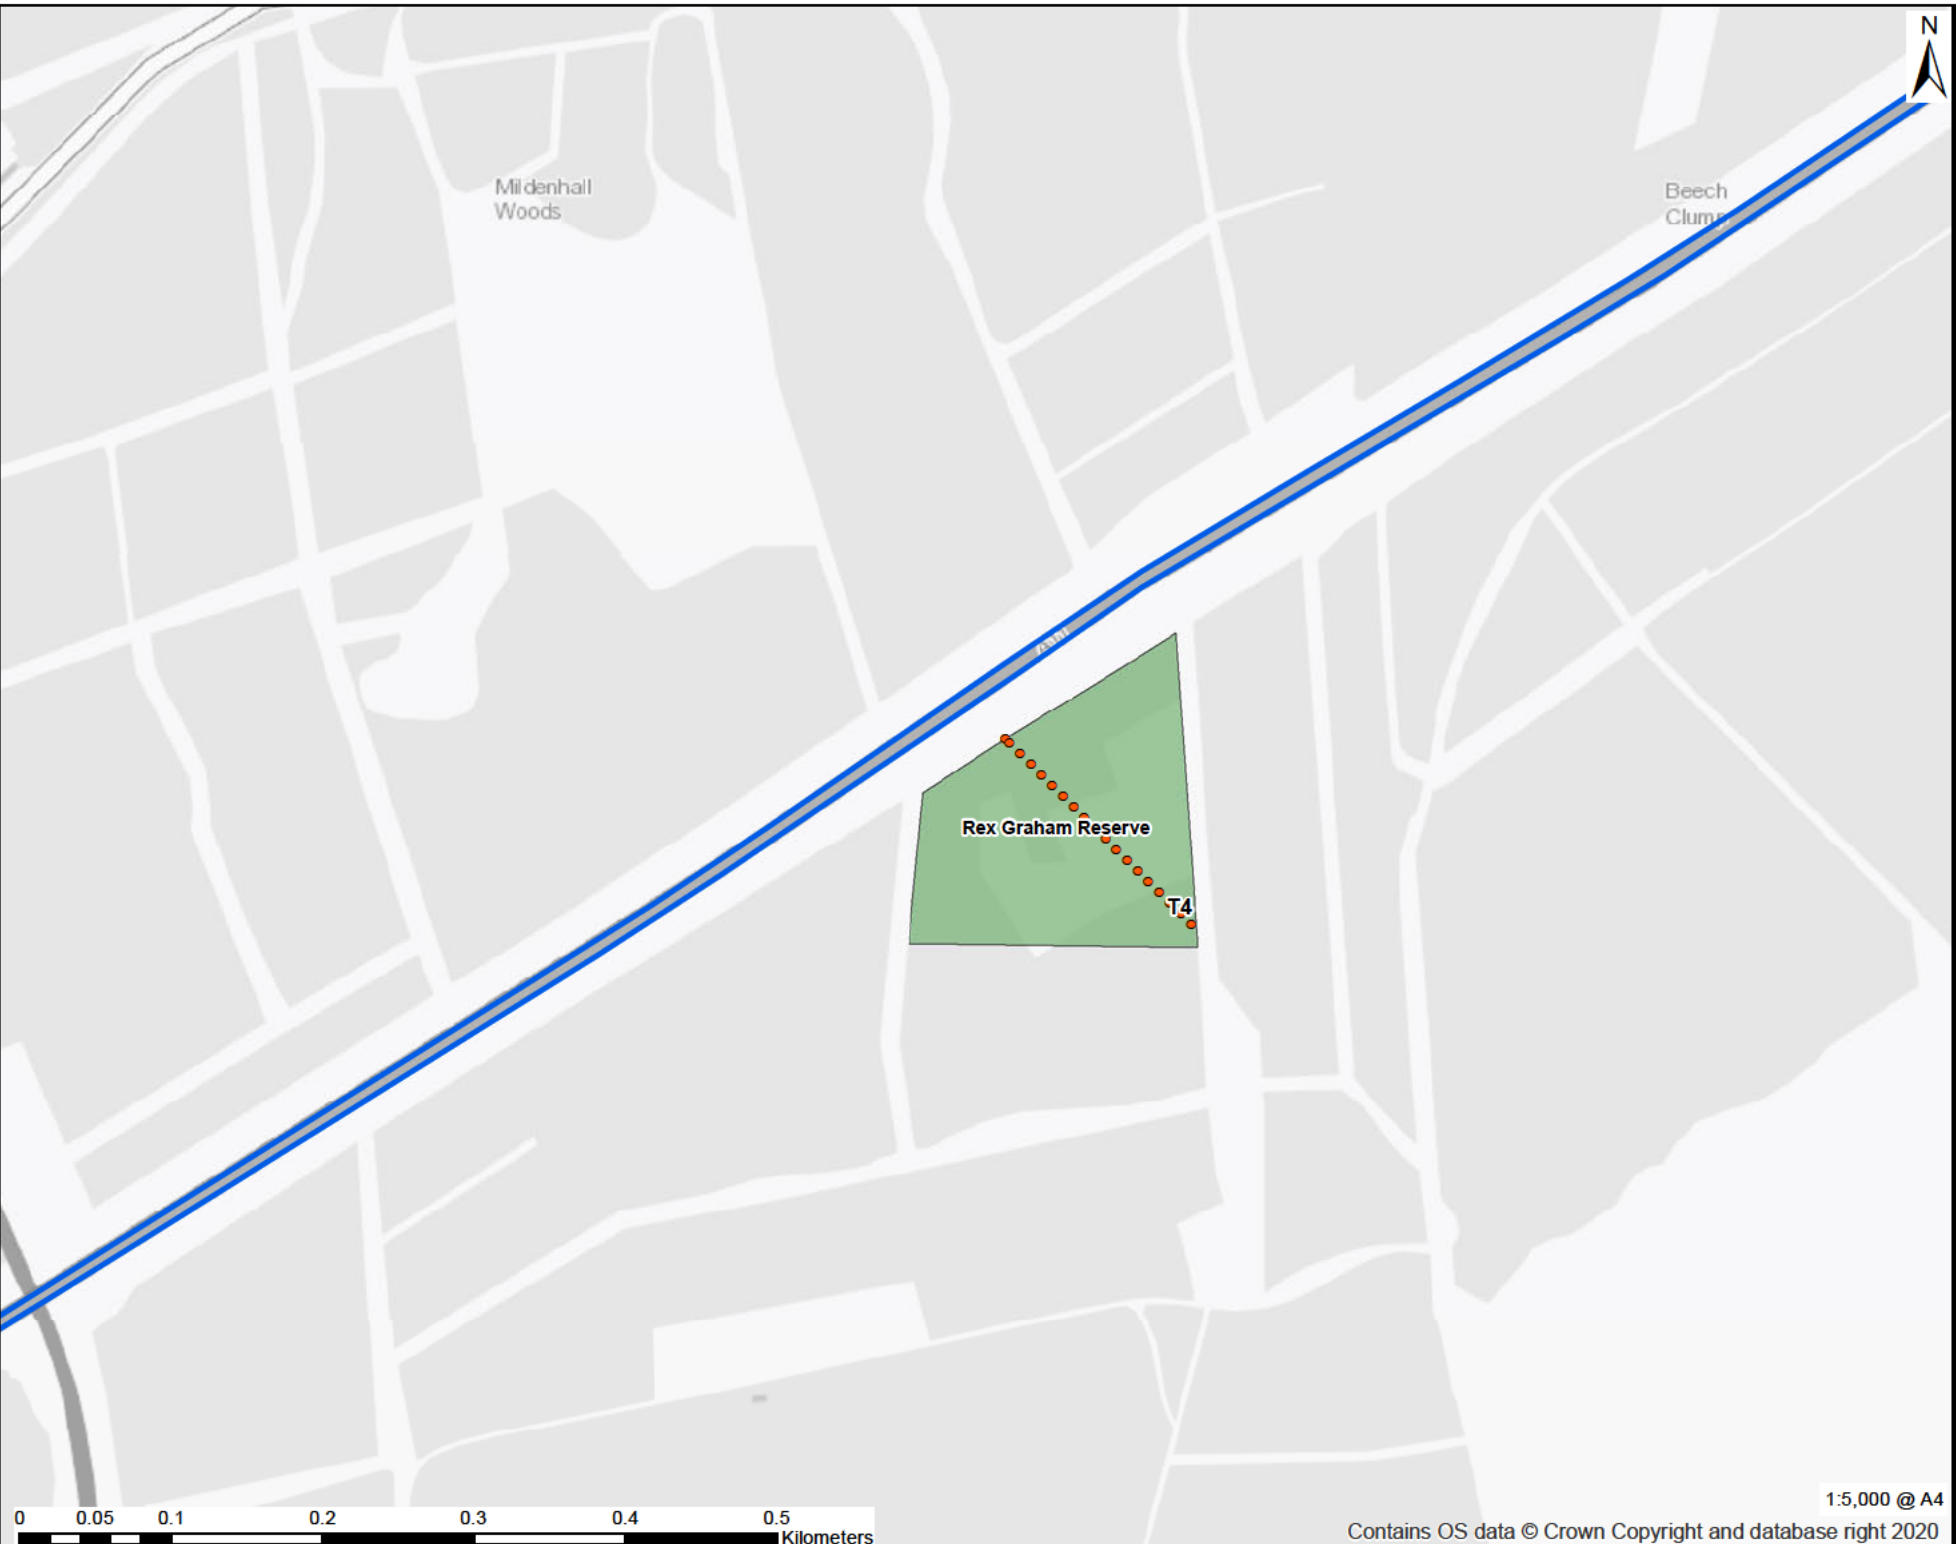 N
Mildenhall
Woods
Beech
Clump
Rex Graham Reserve
T4
0 0.05 0.1 0.2 0.3 0.4 0.5
Kilometers
1:5,000 @ A4
Contains OS data © Crown Copyright and database right 2020